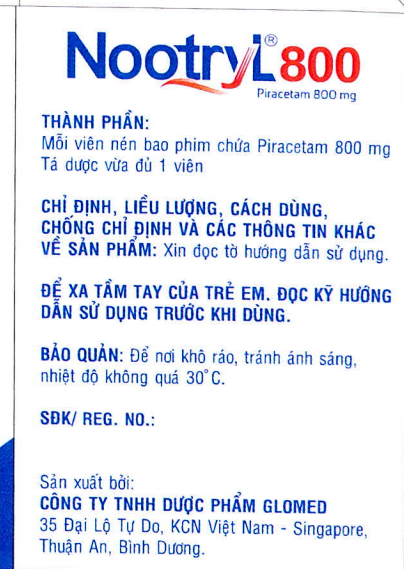 Nootryl® 800
Piracetam 800 mg
THÀNH PHẦN:
Mỗi viên nén bao phim chứa Piracetam 800 mg
Tá dược vừa đủ 1 viên
CHỈ ĐỊNH, LIỀU LƯỢNG, CÁCH DÙNG,
CHỐNG CHỈ ĐỊNH VÀ CÁC THÔNG TIN KHÁC
VỀ SẢN PHẨM: Xin đọc tờ hướng dẫn sử dụng.
ĐỂ XA TẦM TAY CỦA TRẺ EM. ĐỌC KỸ HƯỚNG
DẪN SỬ DỤNG TRƯỚC KHI DÙNG.
BẢO QUẢN: Để nơi khô ráo, tránh ánh sáng,
nhiệt độ không quá 30°C.
SĐK/ REG. NO.:
Sản xuất bởi:
CÔNG TY TNHH DƯỢC PHẨM GLOMED
35 Đại Lộ Tự Do, KCN Việt Nam - Singapore,
Thuận An, Bình Dương.